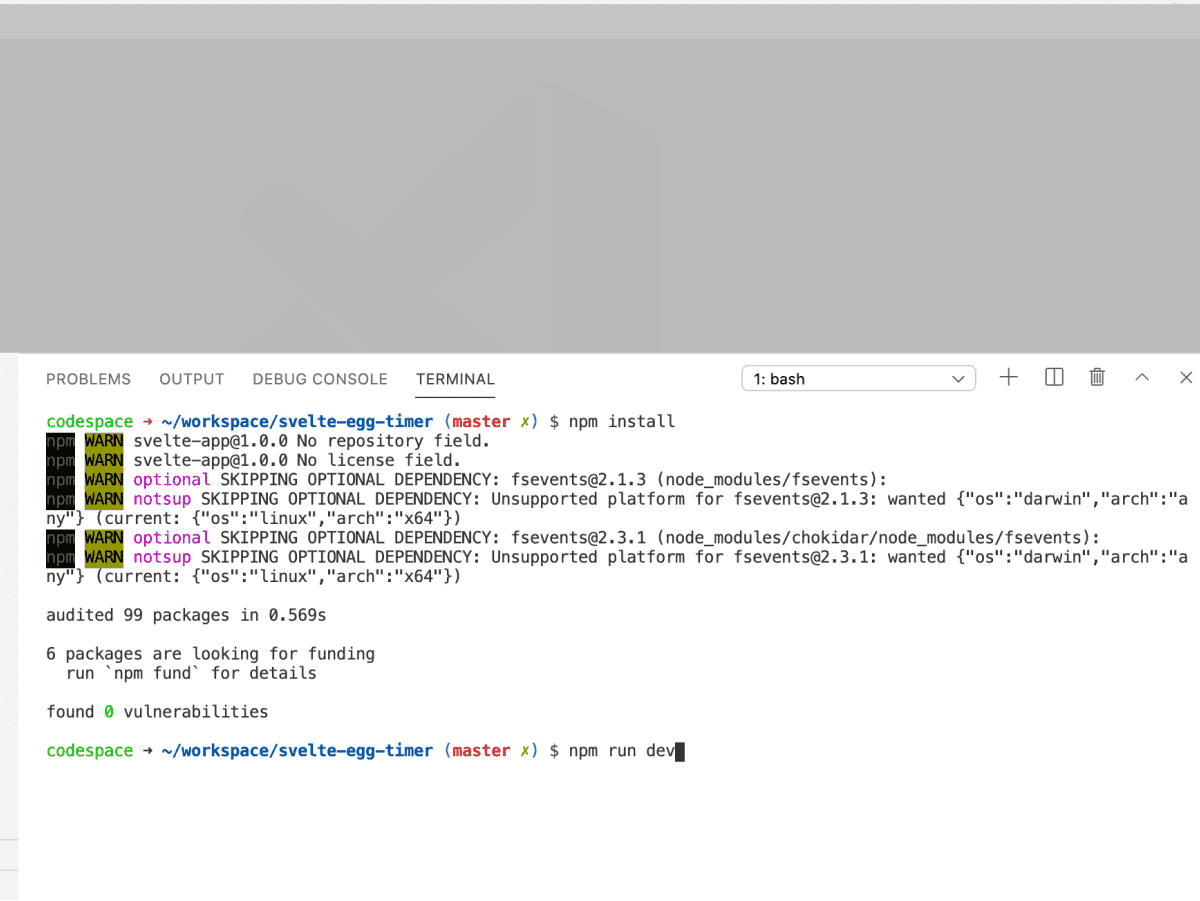 PROBLEMS OUTPUT DEBUG CONSOLE TERMINAL 1: bash
codespace ➜ ~/workspace/svelte-egg-timer (master ✗) $ npm install
npm WARN svelte-app@1.0.0 No repository field.
npm WARN svelte-app@1.0.0 No license field.
npm WARN optional SKIPPING OPTIONAL DEPENDENCY: fsevents@2.1.3 (node_modules/fsevents):
npm WARN notsup SKIPPING OPTIONAL DEPENDENCY: Unsupported platform for fsevents@2.1.3: wanted {"os":"darwin","arch":"a
ny"} (current: {"os":"linux","arch":"x64"})
npm WARN optional SKIPPING OPTIONAL DEPENDENCY: fsevents@2.3.1 (node_modules/chokidar/node_modules/fsevents):
npm WARN notsup SKIPPING OPTIONAL DEPENDENCY: Unsupported platform for fsevents@2.3.1: wanted {"os":"darwin","arch":"a
ny"} (current: {"os":"linux","arch":"x64"})
audited 99 packages in 0.569s
6 packages are looking for funding
run `npm fund` for details
found 0 vulnerabilities
codespace ➜ ~/workspace/svelte-egg-timer (master ✗) $ npm run dev